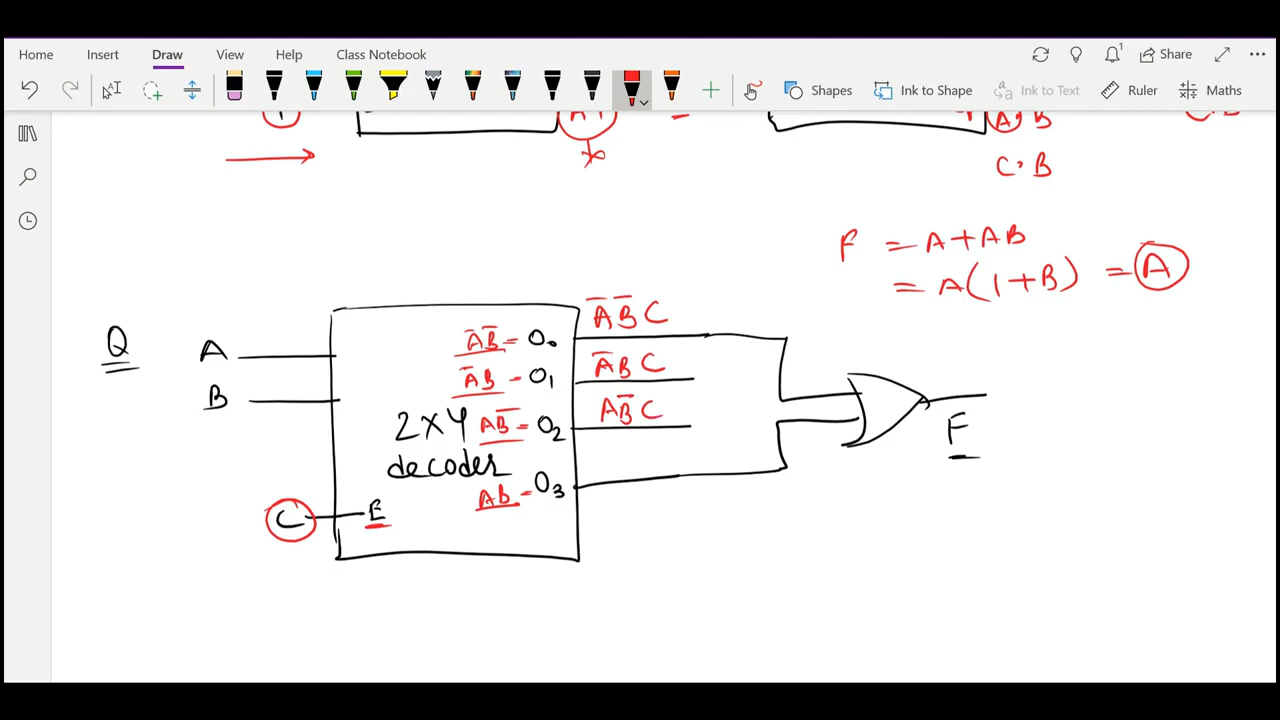 Home Insert Draw View Help Class Notebook
1 Share
Shapes Ink to Shape Ink to Text Ruler Maths
A·B
C·B
F = A + AB
= A(1+B) = A
Q
A
B
A̅B̅ = O₀
A̅B = O₁
2X4 AB̅ = O₂
decoder
AB = O₃
C E
A̅B̅C
A̅BC
AB̅C
F